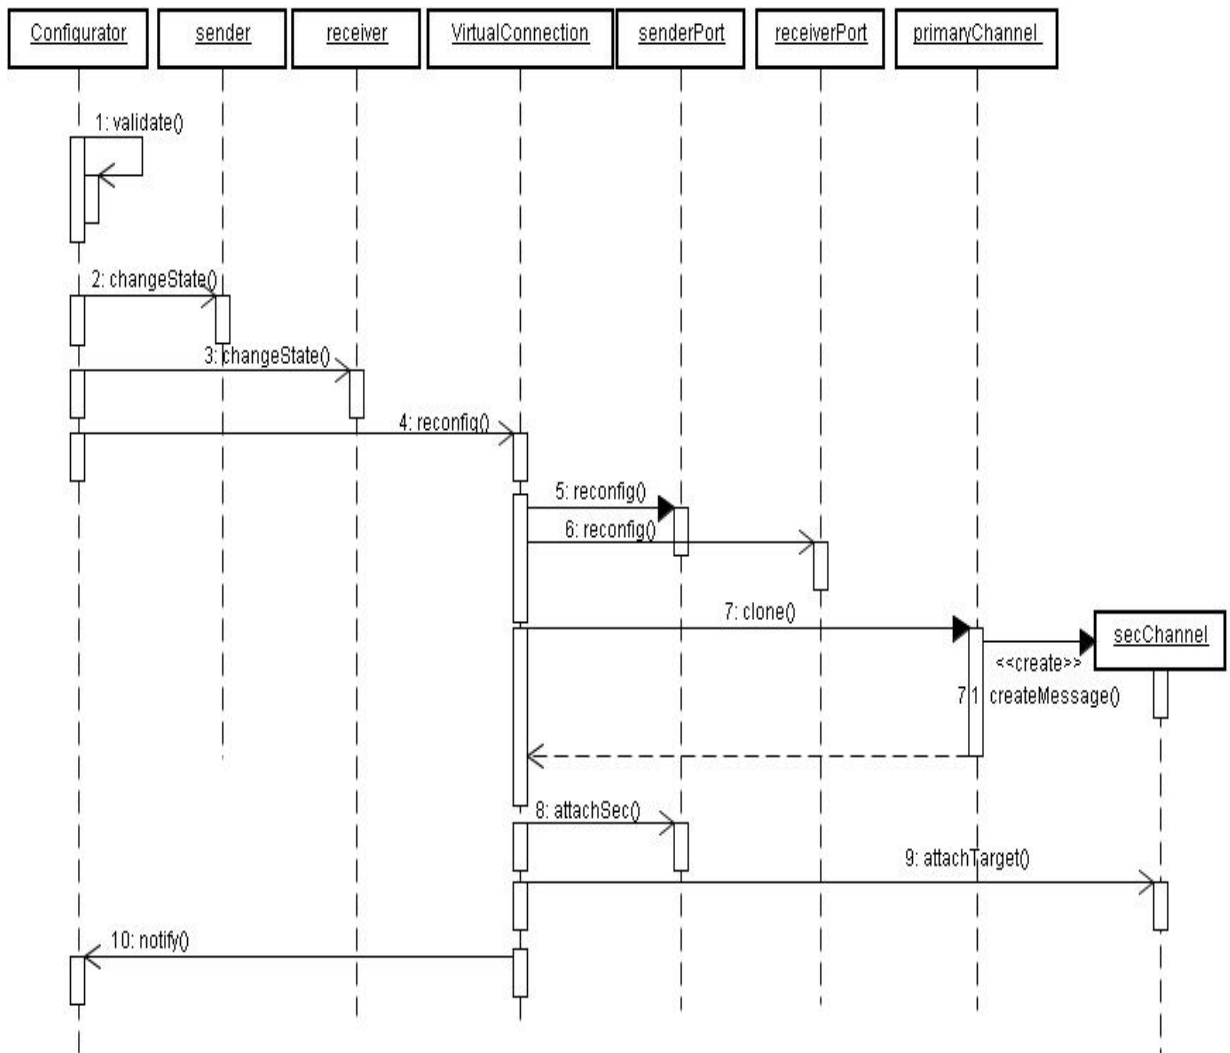 Configurator
sender
receiver
VirtualConnection
senderPort
receiverPort
primaryChannel
1: validate()
2: changeState()
3: changeState()
4: reconfig()
5: reconfig()
6: reconfig()
7: clone()
secChannel
<<create>>
7.1: createMessage()
8: attachSec()
9: attachTarget()
10: notify()